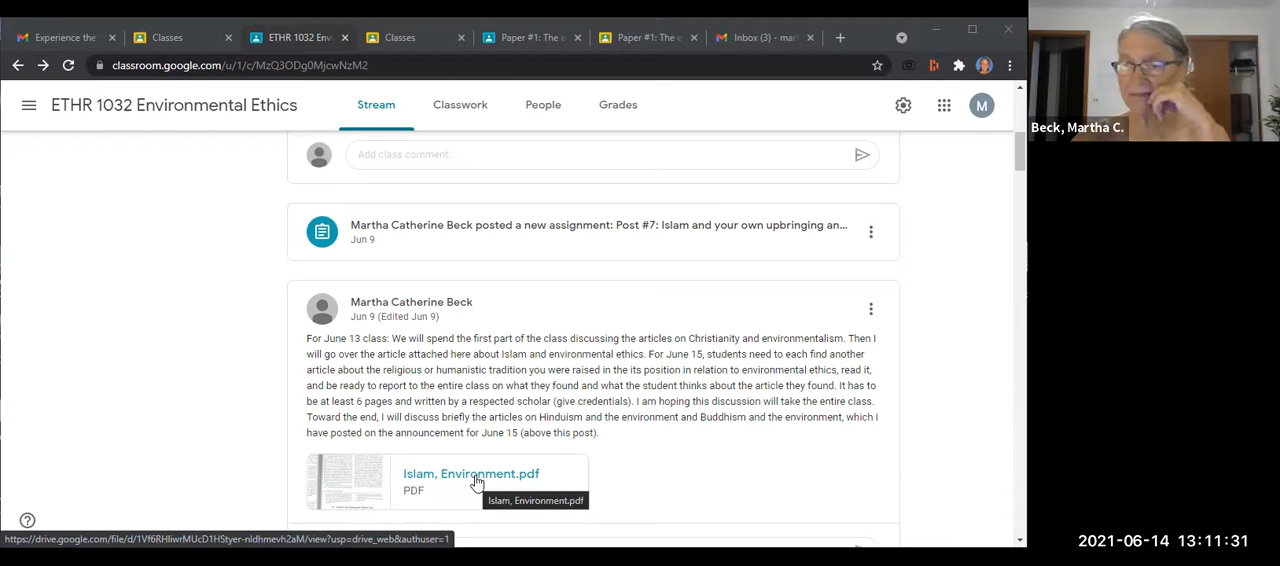 Experience the
Classes
ETHR 1032 Envi
Classes
Paper #1: The e
Paper #1: The e
Inbox (3) - mart
classroom.google.com/u/1/c/MzQ3ODg0MjcwNzM2
ETHR 1032 Environmental Ethics
Stream
Classwork
People
Grades
M
Beck, Martha C.
Add class comment…
Martha Catherine Beck posted a new assignment: Post #7: Islam and your own upbringing an...
Jun 9
Martha Catherine Beck
Jun 9 (Edited Jun 9)
For June 13 class: We will spend the first part of the class discussing the articles on Christianity and environmentalism. Then I
will go over the article attached here about Islam and environmental ethics. For June 15, students need to each find another
article about the religious or humanistic tradition you were raised in the its position in relation to environmental ethics, read it,
and be ready to report to the entire class on what they found and what the student thinks about the article they found. It has to
be at least 6 pages and written by a respected scholar (give credentials). I am hoping this discussion will take the entire class.
Toward the end, I will discuss briefly the articles on Hinduism and the environment and Buddhism and the environment, which I
have posted on the announcement for June 15 (above this post).
Islam, Environment.pdf
PDF
Islam, Environment.pdf
https://drive.google.com/file/d/1Vf6RHliwrMUcD1HStyer-nldhmevh2aM/view?usp=drive_web&authuser=1
2021-06-14 13:11:31